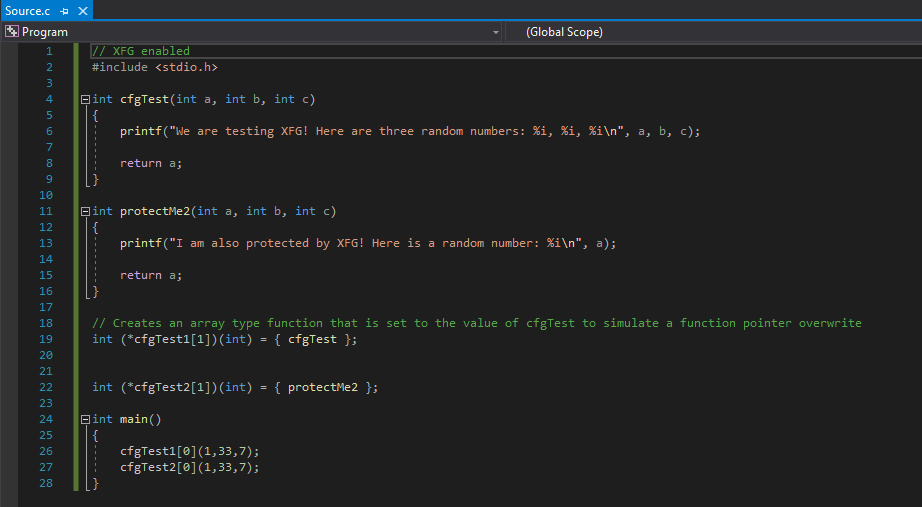 Source.c
Program (Global Scope)
1 // XFG enabled
2 #include <stdio.h>
3
4 int cfgTest(int a, int b, int c)
5 {
6 printf("We are testing XFG! Here are three random numbers: %i, %i, %i\n", a, b, c);
7
8 return a;
9 }
10
11 int protectMe2(int a, int b, int c)
12 {
13 printf("I am also protected by XFG! Here is a random number: %i\n", a);
14
15 return a;
16 }
17
18 // Creates an array type function that is set to the value of cfgTest to simulate a function pointer overwrite
19 int (*cfgTest1[1])(int) = { cfgTest };
20
21
22 int (*cfgTest2[1])(int) = { protectMe2 };
23
24 int main()
25 {
26 cfgTest1[0](1,33,7);
27 cfgTest2[0](1,33,7);
28 }